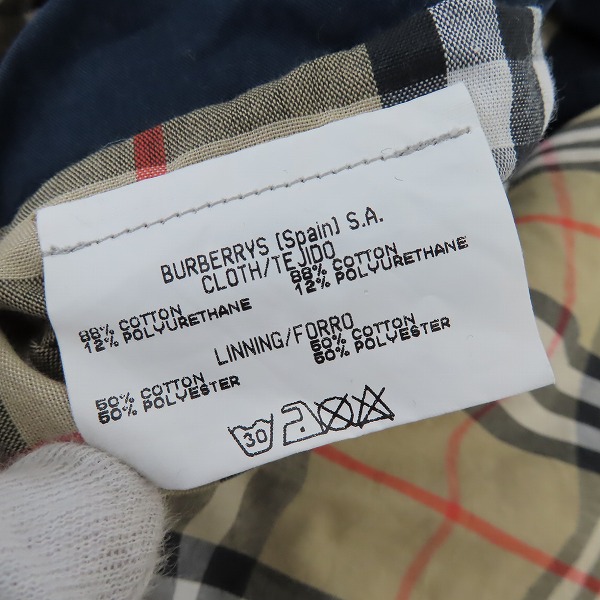 BURBERRYS [Spain] S.A.
CLOTH/TEJIDO
88% COTTON 88% COTTON
12% POLYURETHANE 12% POLYURETHANE
LINNING/FORRO
50% COTTON 50% COTTON
50% POLYESTER 50% POLYESTER
30